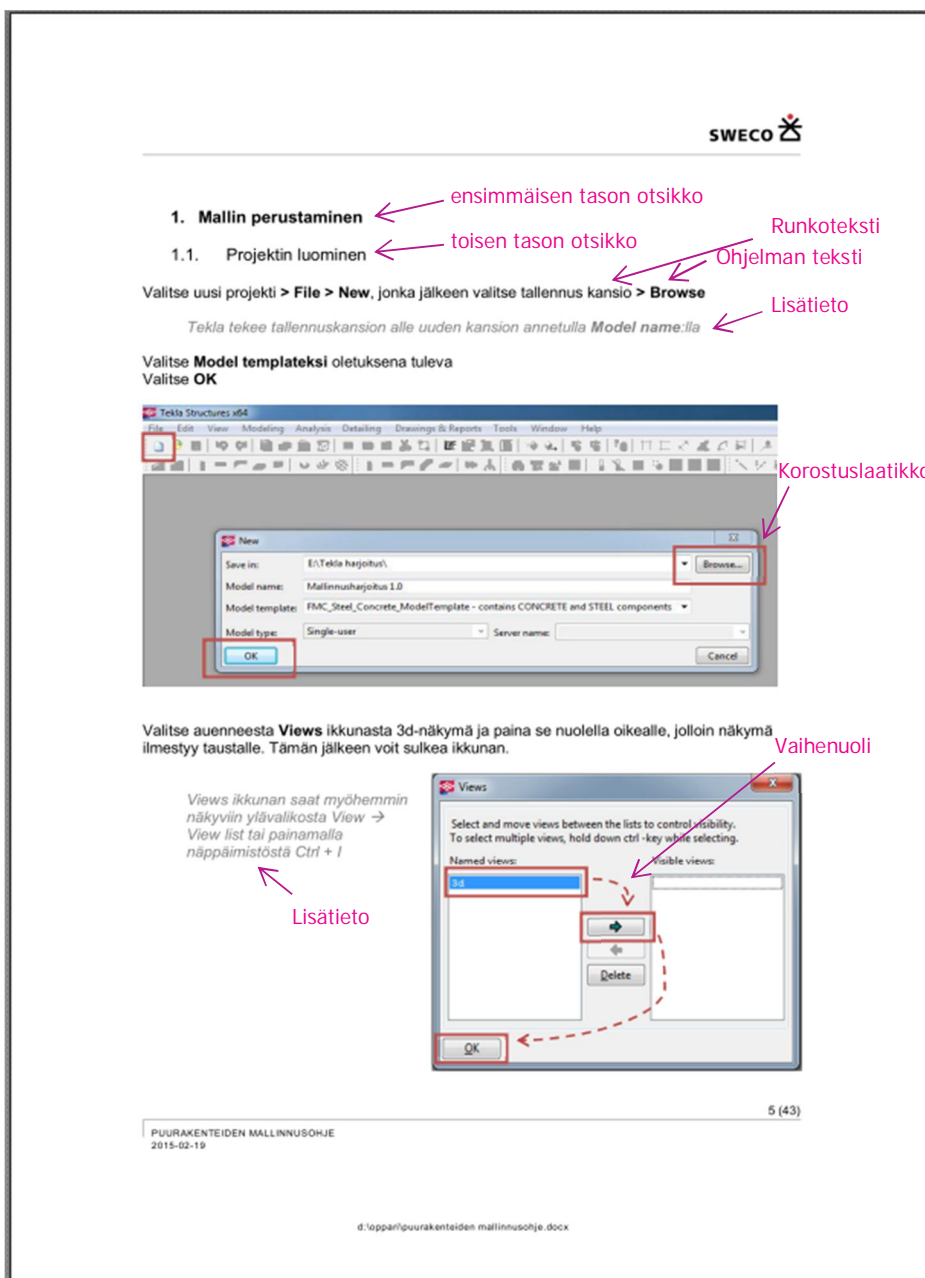 SWECO
1. Mallin perustaminen
ensimmäisen tason otsikko
1.1. Projektin luominen
toisen tason otsikko
Runkoteksti
Ohjelman teksti
Valitse uusi projekti > File > New, jonka jälkeen valitse tallennus kansio > Browse
Lisätieto
Tekla tekee tallennuskansion alle uuden kansion annetulla Model name:lla
Valitse Model templateksi oletuksena tuleva
Valitse OK
Tekla Structures x64
File Edit View Modeling Analysis Detailing Drawings & Reports Tools Window Help
Korostuslaatikko
New
Save in: E:\Tekla harjoitus\ Browse...
Model name: Mallinnusharjoitus 1.0
Model template: FMC_Steel_Concrete_ModelTemplate - contains CONCRETE and STEEL components
Model type: Single-user Server name:
OK Cancel
Valitse auenneesta Views ikkunasta 3d-näkymä ja paina se nuolella oikealle, jolloin näkymä
ilmestyy taustalle. Tämän jälkeen voit sulkea ikkunan.
Vaihenuoli
Views ikkunan saat myöhemmin
näkyviin ylävalikosta View →
View list tai painamalla
näppäimistöstä Ctrl + I
Lisätieto
Views
Select and move views between the lists to control visibility.
To select multiple views, hold down ctrl -key while selecting.
Named views: Visible views:
3d
Delete
OK
5 (43)
PUURAKENTEIDEN MALLINNUSOHJE
2015-02-19
d:\oppari\puurakenteiden mallinnusohje.docx